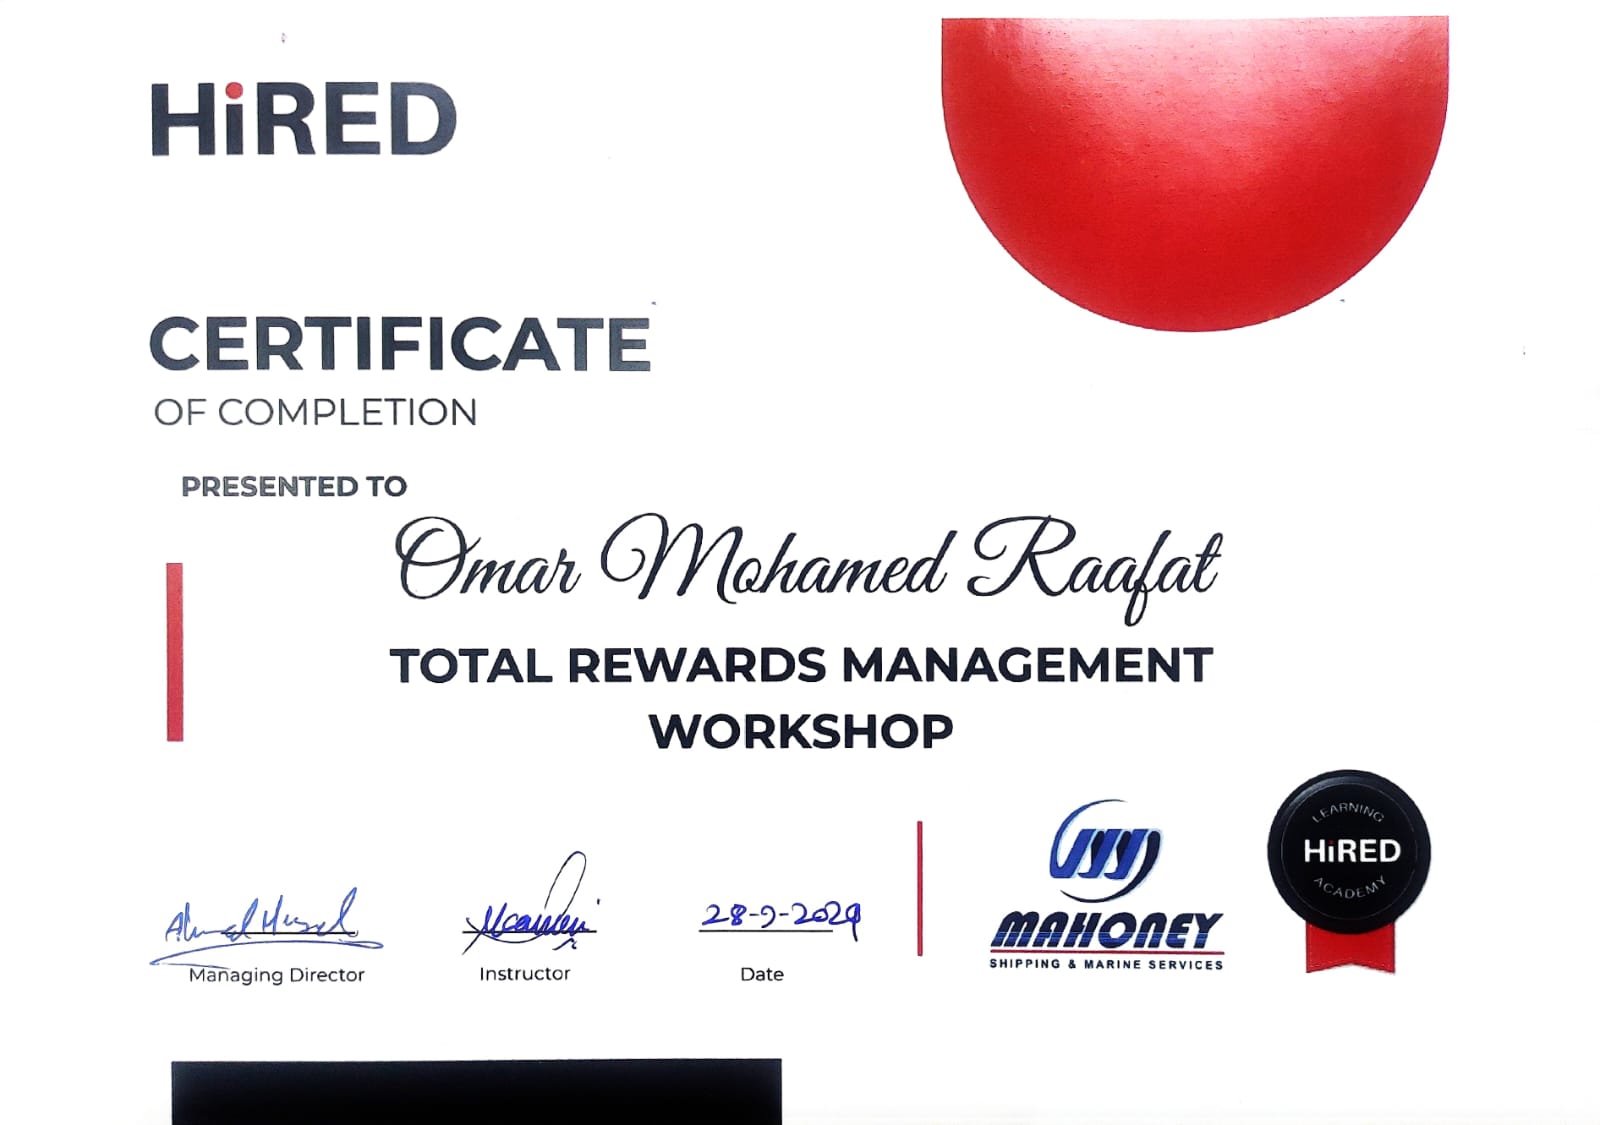 HiRED
CERTIFICATE
OF COMPLETION
PRESENTED TO
Omar Mohamed Raafat
TOTAL REWARDS MANAGEMENT
WORKSHOP
28-9-2024
Managing Director
Instructor
Date
MAHONEY
SHIPPING & MARINE SERVICES
LEARNING
HiRED
ACADEMY